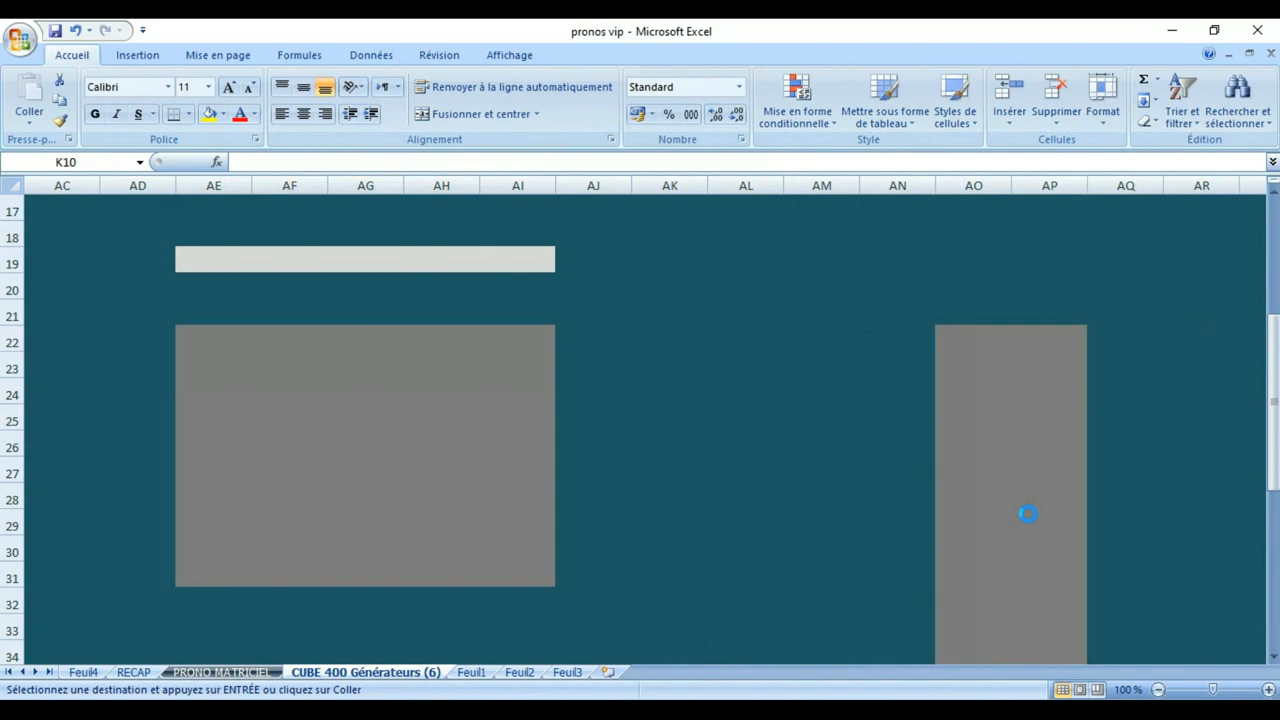 pronos vip - Microsoft Excel
Accueil Insertion Mise en page Formules Données Révision Affichage
Coller
Presse-p...
Calibri 11
G I S A
Police
Renvoyer à la ligne automatiquement
Fusionner et centrer
Alignement
Standard
% 000
Nombre
Mise en forme conditionnelle
Mettre sous forme de tableau
Styles de cellules
Style
Insérer Supprimer Format
Cellules
Σ
Trier et filtrer
Rechercher et sélectionner
Édition
K10 fx
AC AD AE AF AG AH AI AJ AK AL AM AN AO AP AQ AR
17
18
19
20
21
22
23
24
25
26
27
28
29
30
31
32
33
34
Feuil4 RECAP PRONO MATRICIEL CUBE 400 Générateurs (6) Feuil1 Feuil2 Feuil3
Sélectionnez une destination et appuyez sur ENTRÉE ou cliquez sur Coller
100 %